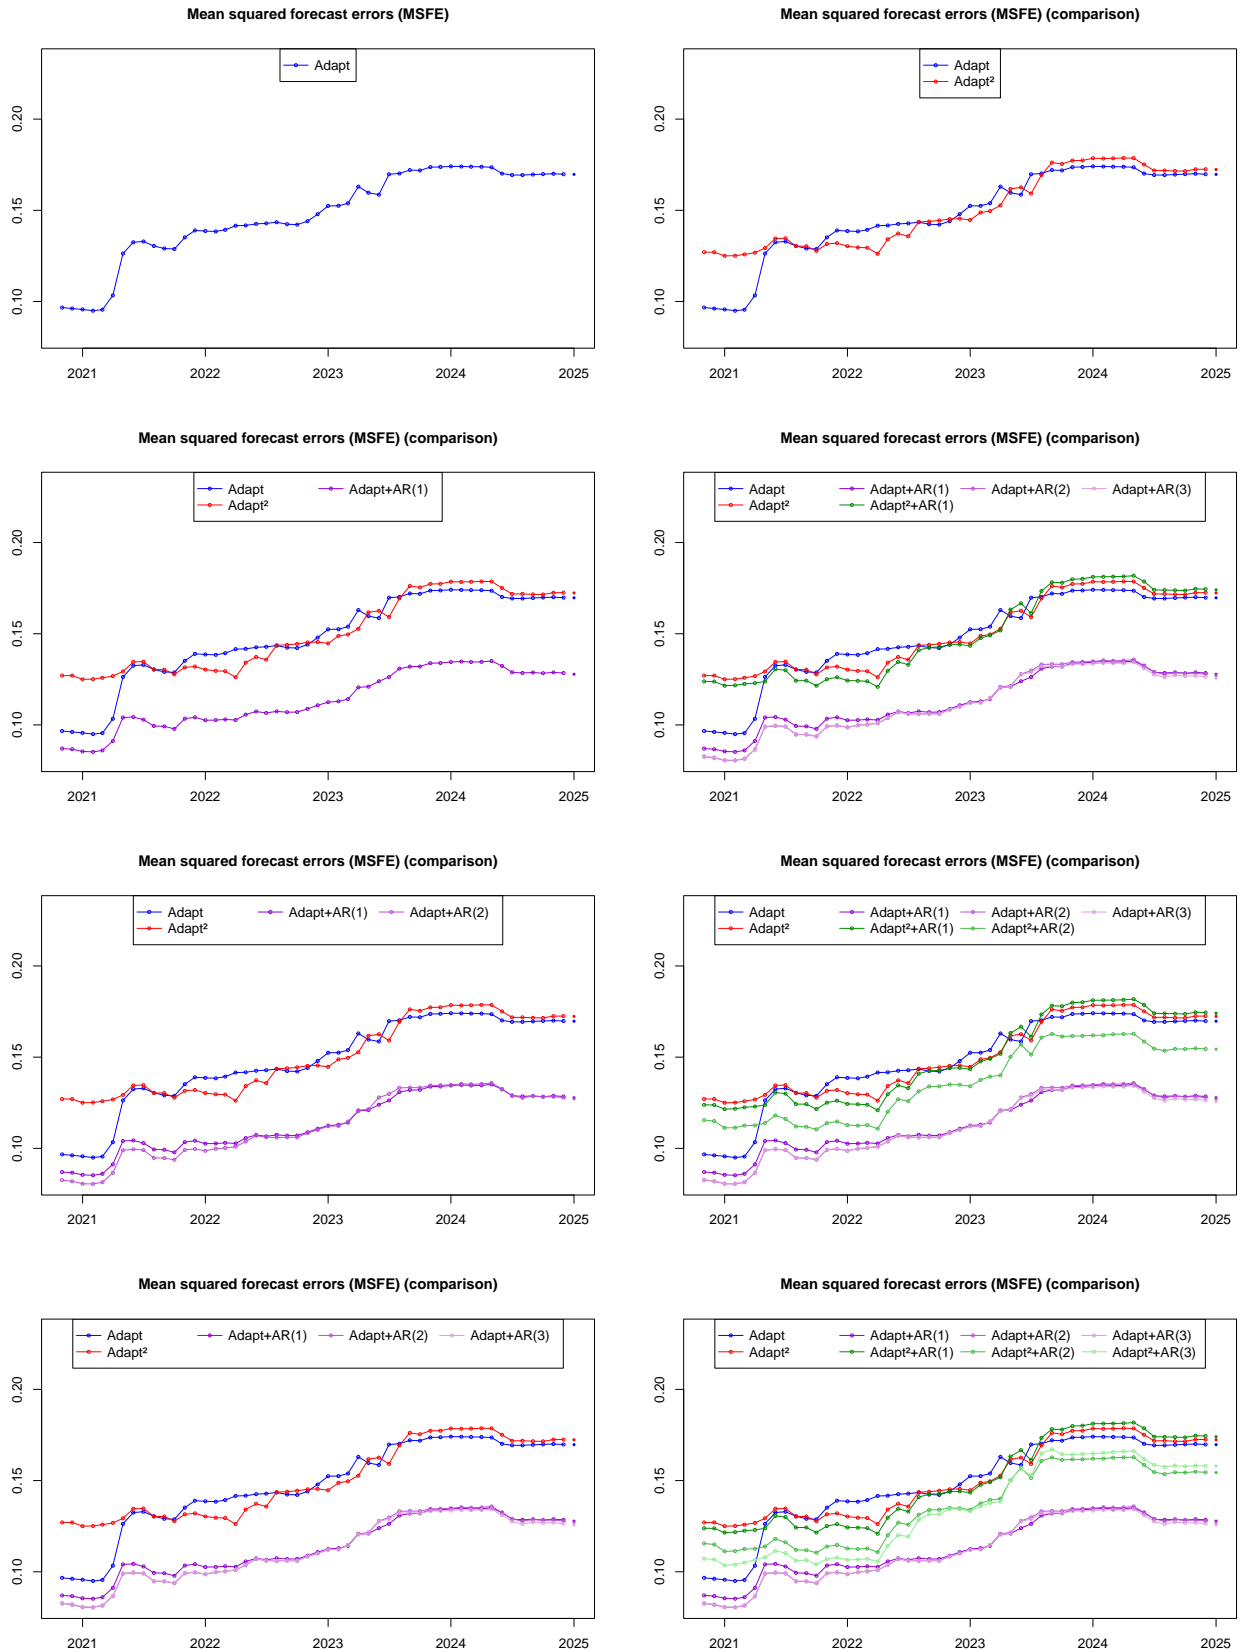 Mean squared forecast errors (MSFE)
Adapt
0.20
0.15
0.10
2021 2022 2023 2024 2025
Mean squared forecast errors (MSFE) (comparison)
Adapt
Adapt²
0.20
0.15
0.10
2021 2022 2023 2024 2025
Mean squared forecast errors (MSFE) (comparison)
Adapt Adapt+AR(1)
Adapt²
0.20
0.15
0.10
2021 2022 2023 2024 2025
Mean squared forecast errors (MSFE) (comparison)
Adapt Adapt+AR(1) Adapt+AR(2) Adapt+AR(3)
Adapt² Adapt²+AR(1)
0.20
0.15
0.10
2021 2022 2023 2024 2025
Mean squared forecast errors (MSFE) (comparison)
Adapt Adapt+AR(1) Adapt+AR(2)
Adapt²
0.20
0.15
0.10
2021 2022 2023 2024 2025
Mean squared forecast errors (MSFE) (comparison)
Adapt Adapt+AR(1) Adapt+AR(2) Adapt+AR(3)
Adapt² Adapt²+AR(1) Adapt²+AR(2)
0.20
0.15
0.10
2021 2022 2023 2024 2025
Mean squared forecast errors (MSFE) (comparison)
Adapt Adapt+AR(1) Adapt+AR(2) Adapt+AR(3)
Adapt²
0.20
0.15
0.10
2021 2022 2023 2024 2025
Mean squared forecast errors (MSFE) (comparison)
Adapt Adapt+AR(1) Adapt+AR(2) Adapt+AR(3)
Adapt² Adapt²+AR(1) Adapt²+AR(2) Adapt²+AR(3)
0.20
0.15
0.10
2021 2022 2023 2024 2025